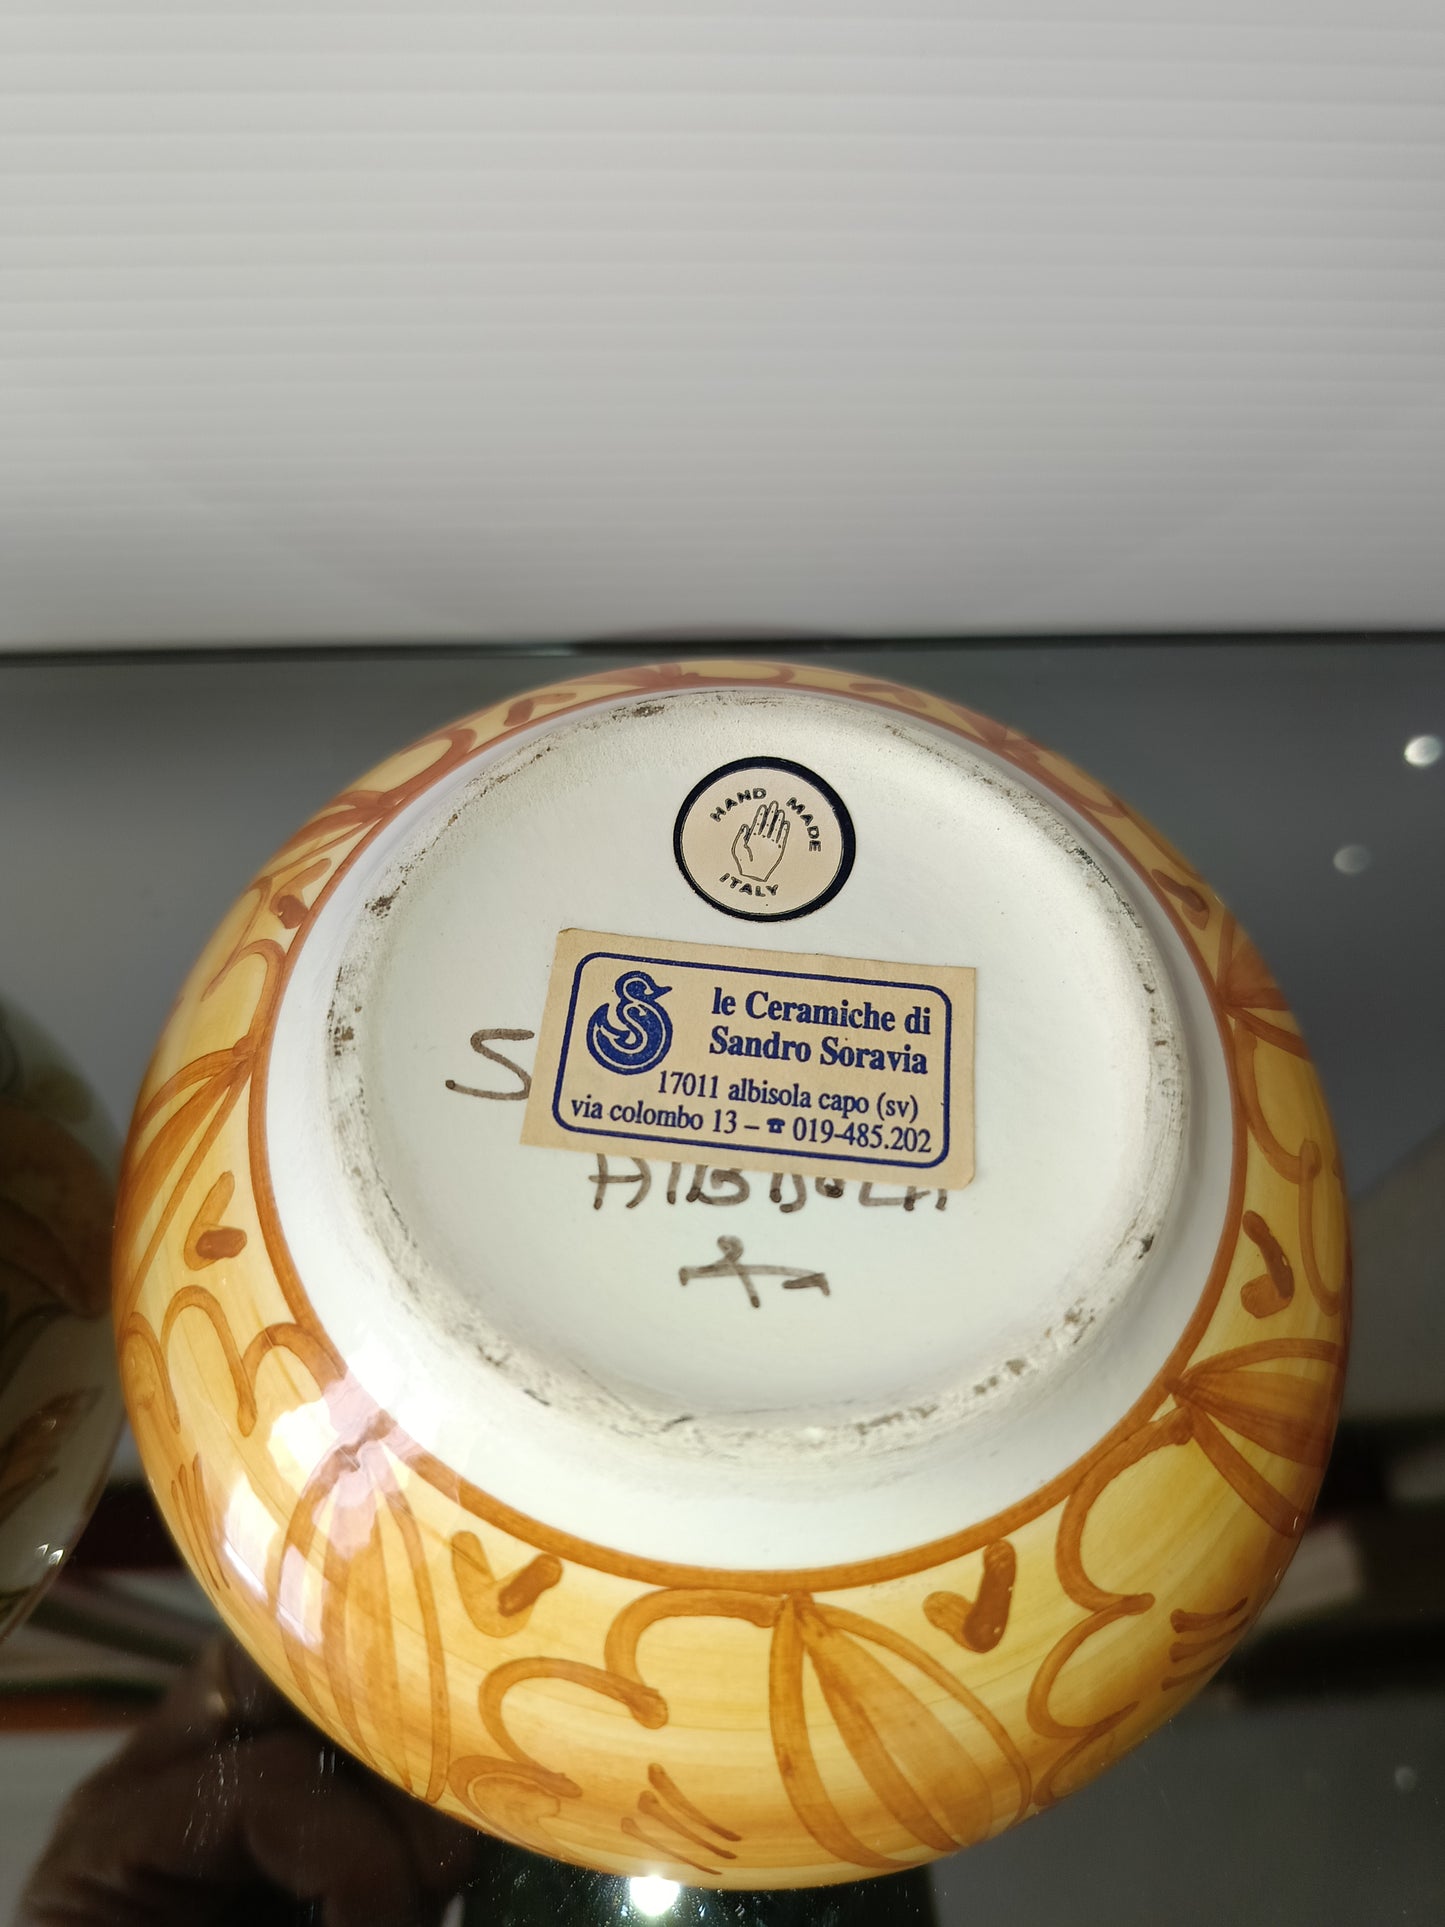 HAND MADE
ITALY
le Ceramiche di
Sandro Soravia
17011 albisola capo (sv)
via colombo 13 – ☎ 019-485.202
S